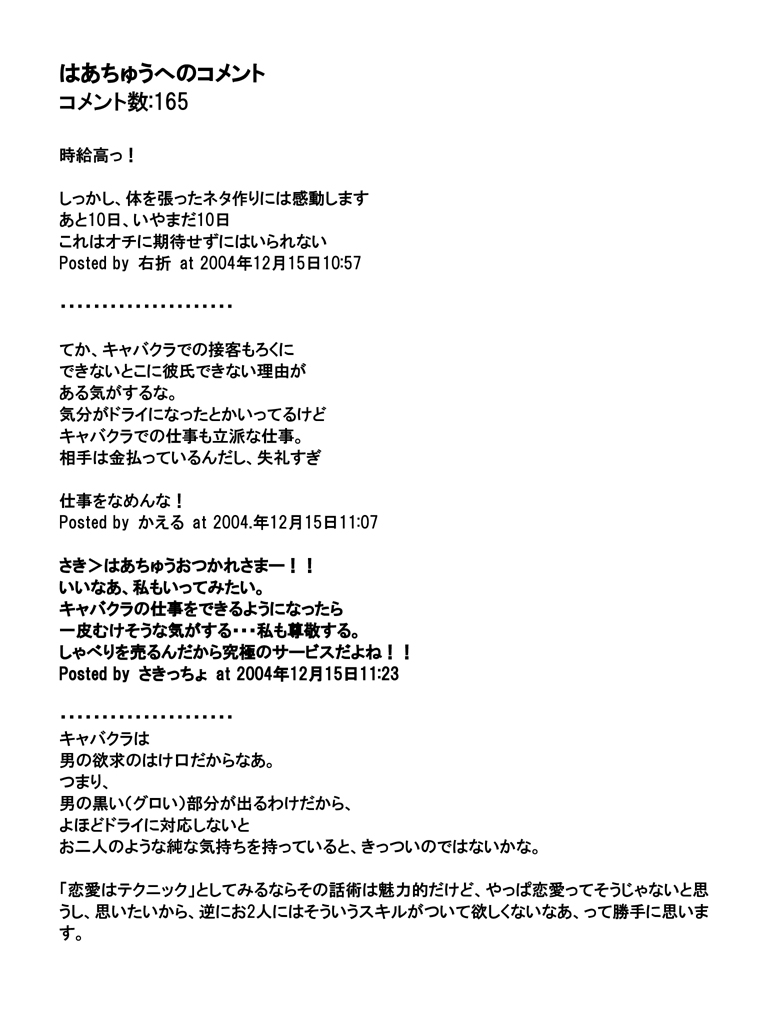 はあちゅうへのコメント
コメント数:165
時給高っ！
しっかし、体を張ったネタ作りには感動します
あと10日、いやまだ10日
これはオチに期待せずにはいられない
Posted by 右折 at 2004年12月15日10:57
・・・・・・・・・・・・・・・・・・・・・
てか、キャバクラでの接客もろくに
できないとこに彼氏できない理由が
ある気がするな。
気分がドライになったとかいってるけど
キャバクラでの仕事も立派な仕事。
相手は金払っているんだし、失礼すぎ
仕事をなめんな！
Posted by かえる at 2004.年12月15日11:07
さき＞はあちゅうおつかれさまー！！
いいなあ、私もいってみたい。
キャバクラの仕事をできるようになったら
一皮むけそうな気がする・・・私も尊敬する。
しゃべりを売るんだから究極のサービスだよね！！
Posted by さきっちょ at 2004年12月15日11:23
・・・・・・・・・・・・・・・・・・・・・
キャバクラは
男の欲求のはけ口だからなあ。
つまり、
男の黒い（グロい）部分が出るわけだから、
よほどドライに対応しないと
お二人のような純な気持ちを持っていると、きっついのではないかな。
「恋愛はテクニック」としてみるならその話術は魅力的だけど、やっぱ恋愛ってそうじゃないと思
うし、思いたいから、逆にお2人にはそういうスキルがついて欲しくないなあ、って勝手に思いま
す。